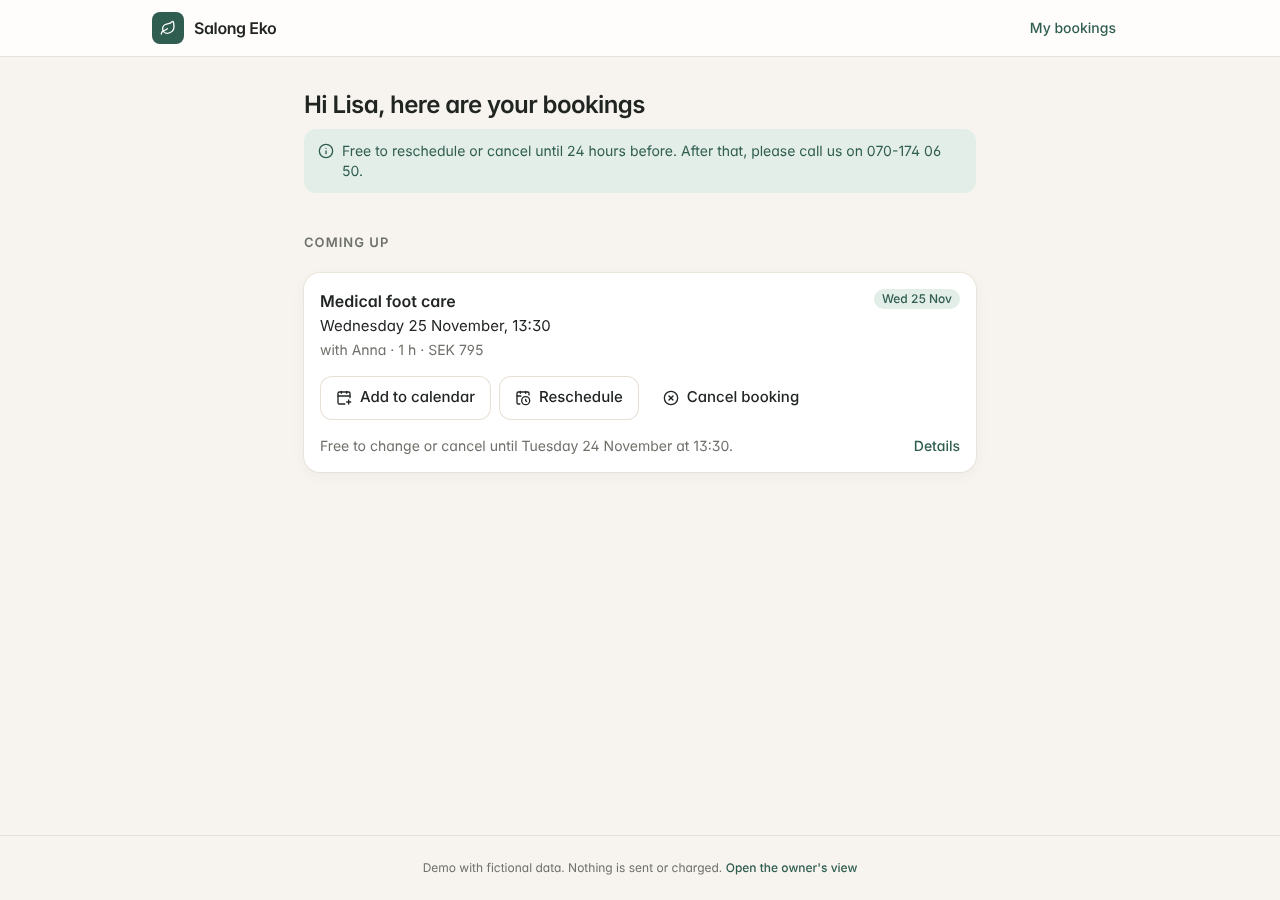 Salong Eko
My bookings
Hi Lisa, here are your bookings
Free to reschedule or cancel until 24 hours before. After that, please call us on 070-174 06
50.
COMING UP
Medical foot care
Wed 25 Nov
Wednesday 25 November, 13:30
with Anna · 1 h · SEK 795
Add to calendar
Reschedule
Cancel booking
Free to change or cancel until Tuesday 24 November at 13:30.
Details
Demo with fictional data. Nothing is sent or charged. Open the owner's view